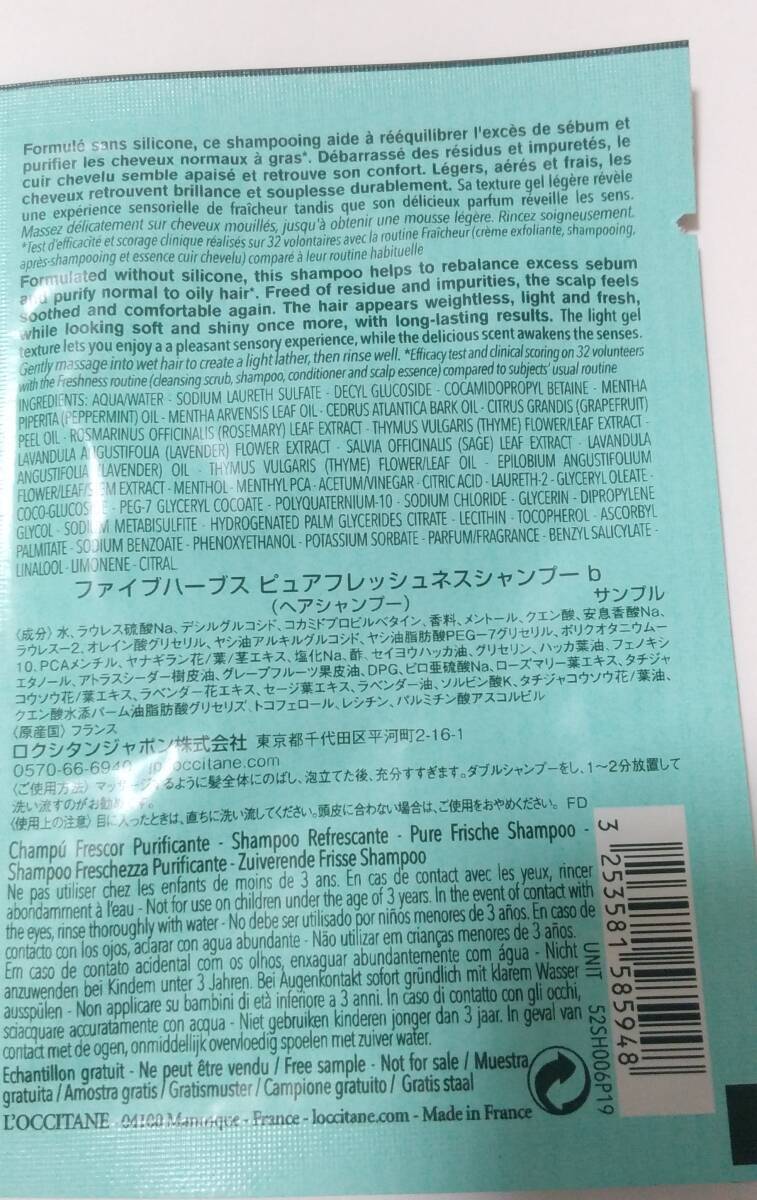 Formulé sans silicone, ce shampooing aide à rééquilibrer l'excès de sébum et
purifier les cheveux normaux à gras*. Débarrassé des résidus et impuretés, le
cuir chevelu semble apaisé et retrouve son confort. Légers, aérés et frais, les
cheveux retrouvent brillance et souplesse durablement. Sa texture gel légère révèle
une expérience sensorielle de fraîcheur tandis que son délicieux parfum réveille les sens.
Massez délicatement sur cheveux mouillés, jusqu'à obtenir une mousse légère. Rincez soigneusement.
*Test d'efficacité et scorage clinique réalisés sur 32 volontaires avec la routine Fraîcheur (crème exfoliante, shampooing,
après-shampooing et essence cuir chevelu) comparé à leur routine habituelle
Formulated without silicone, this shampoo helps to rebalance excess sebum
and purify normal to oily hair*. Freed of residue and impurities, the scalp feels
soothed and comfortable again. The hair appears weightless, light and fresh,
while looking soft and shiny once more, with long-lasting results. The light gel
texture lets you enjoy a a pleasant sensory experience, while the delicious scent awakens the senses.
Gently massage into wet hair to create a light lather, then rinse well. *Efficacy test and clinical scoring on 32 volunteers
with the Freshness routine (cleansing scrub, shampoo, conditioner and scalp essence) compared to subjects' usual routine
INGREDIENTS: AQUA/WATER - SODIUM LAURETH SULFATE - DECYL GLUCOSIDE - COCAMIDOPROPYL BETAINE - MENTHA
PIPERITA (PEPPERMINT) OIL - MENTHA ARVENSIS LEAF OIL - CEDRUS ATLANTICA BARK OIL - CITRUS GRANDIS (GRAPEFRUIT)
PEEL OIL - ROSMARINUS OFFICINALIS (ROSEMARY) LEAF EXTRACT - THYMUS VULGARIS (THYME) FLOWER/LEAF EXTRACT -
LAVANDULA ANGUSTIFOLIA (LAVENDER) FLOWER EXTRACT - SALVIA OFFICINALIS (SAGE) LEAF EXTRACT - LAVANDULA
ANGUSTIFOLIA (LAVENDER) OIL - THYMUS VULGARIS (THYME) FLOWER/LEAF OIL - EPILOBIUM ANGUSTIFOLIUM
FLOWER/LEAF/STEM EXTRACT - MENTHOL - MENTHYL PCA - ACETUM/VINEGAR - CITRIC ACID - LAURETH-2 - GLYCERYL OLEATE -
COCO-GLUCOSIDE - PEG-7 GLYCERYL COCOATE - POLYQUATERNIUM-10 - SODIUM CHLORIDE - GLYCERIN - DIPROPYLENE
GLYCOL - SODIUM METABISULFITE - HYDROGENATED PALM GLYCERIDES CITRATE - LECITHIN - TOCOPHEROL - ASCORBYL
PALMITATE - SODIUM BENZOATE - PHENOXYETHANOL - POTASSIUM SORBATE - PARFUM/FRAGRANCE - BENZYL SALICYLATE -
LINALOOL - LIMONENE - CITRAL
ファイブハーブス ピュアフレッシュネスシャンプー b
(ヘアシャンプー) サンプル
〈成分〉水、ラウレス硫酸Na、デシルグルコシド、コカミドプロピルベタイン、香料、メントール、クエン酸、安息香酸Na、
ラウレス-2、オレイン酸グリセリル、ヤシ油アルキルグルコシド、ヤシ油脂肪酸PEG-7グリセリル、ポリクオタニウム-
10、PCAメンチル、ヤナギラン花/葉/茎エキス、塩化Na、酢、セイヨウハッカ油、グリセリン、ハッカ葉油、フェノキシ
エタノール、アトラスシーダー樹皮油、グレープフルーツ果皮油、DPG、ピロ亜硫酸Na、ローズマリー葉エキス、タチジャ
コウソウ花/葉エキス、ラベンダー花エキス、セージ葉エキス、ラベンダー油、ソルビン酸K、タチジャコウソウ花/葉油、
クエン酸水添パーム油脂肪酸グリセリズ、トコフェロール、レシチン、パルミチン酸アスコルビル
〈原産国〉フランス
ロクシタンジャポン株式会社 東京都千代田区平河町2-16-1
0570-66-6940 jp.loccitane.com
〈ご使用方法〉マッサージするように髪全体にのばし、泡立てた後、充分すすぎます。ダブルシャンプーをし、1〜2分放置して
洗い流すのがお勧めです。
〈使用上の注意〉目に入ったときは、直ちに洗い流してください。頭皮に合わない場合は、ご使用をおやめください。 FD
Champú Frescor Purificante - Shampoo Refrescante - Pure Frische Shampoo -
Shampoo Freschezza Purificante - Zuiverende Frisse Shampoo
Ne pas utiliser chez les enfants de moins de 3 ans. En cas de contact avec les yeux, rincer
abondamment à l'eau - Not for use on children under the age of 3 years. In the event of contact with
the eyes, rinse thoroughly with water - No debe ser utilisado por niños menores de 3 años. En caso de
contacto con los ojos, aclarar con agua abundante - Não utilizar em crianças menores de 3 años.
Em caso de contato acidental com os olhos, enxaguar abundantemente com água - Nicht
anzuwenden bei Kindern unter 3 Jahren. Bei Augenkontakt sofort gründlich mit klarem Wasser
ausspülen - Non applicare su bambini di età inferiore a 3 anni. In caso di contatto con gli occhi,
sciacquare accuratamente con acqua - Niet gebruiken kinderen jonger dan 3 jaar. In geval van
contact met de ogen, onmiddellijk overvloedig spoelen met zuiver water.
Echantillon gratuit - Ne peut être vendu / Free sample - Not for sale / Muestra
gratuita / Amostra gratis / Gratismuster / Campione gratuito / Gratis staal
L'OCCITANE - 04100 Manosque - France - loccitane.com - Made in France
3 253581 585948
UNIT 52SH006P19